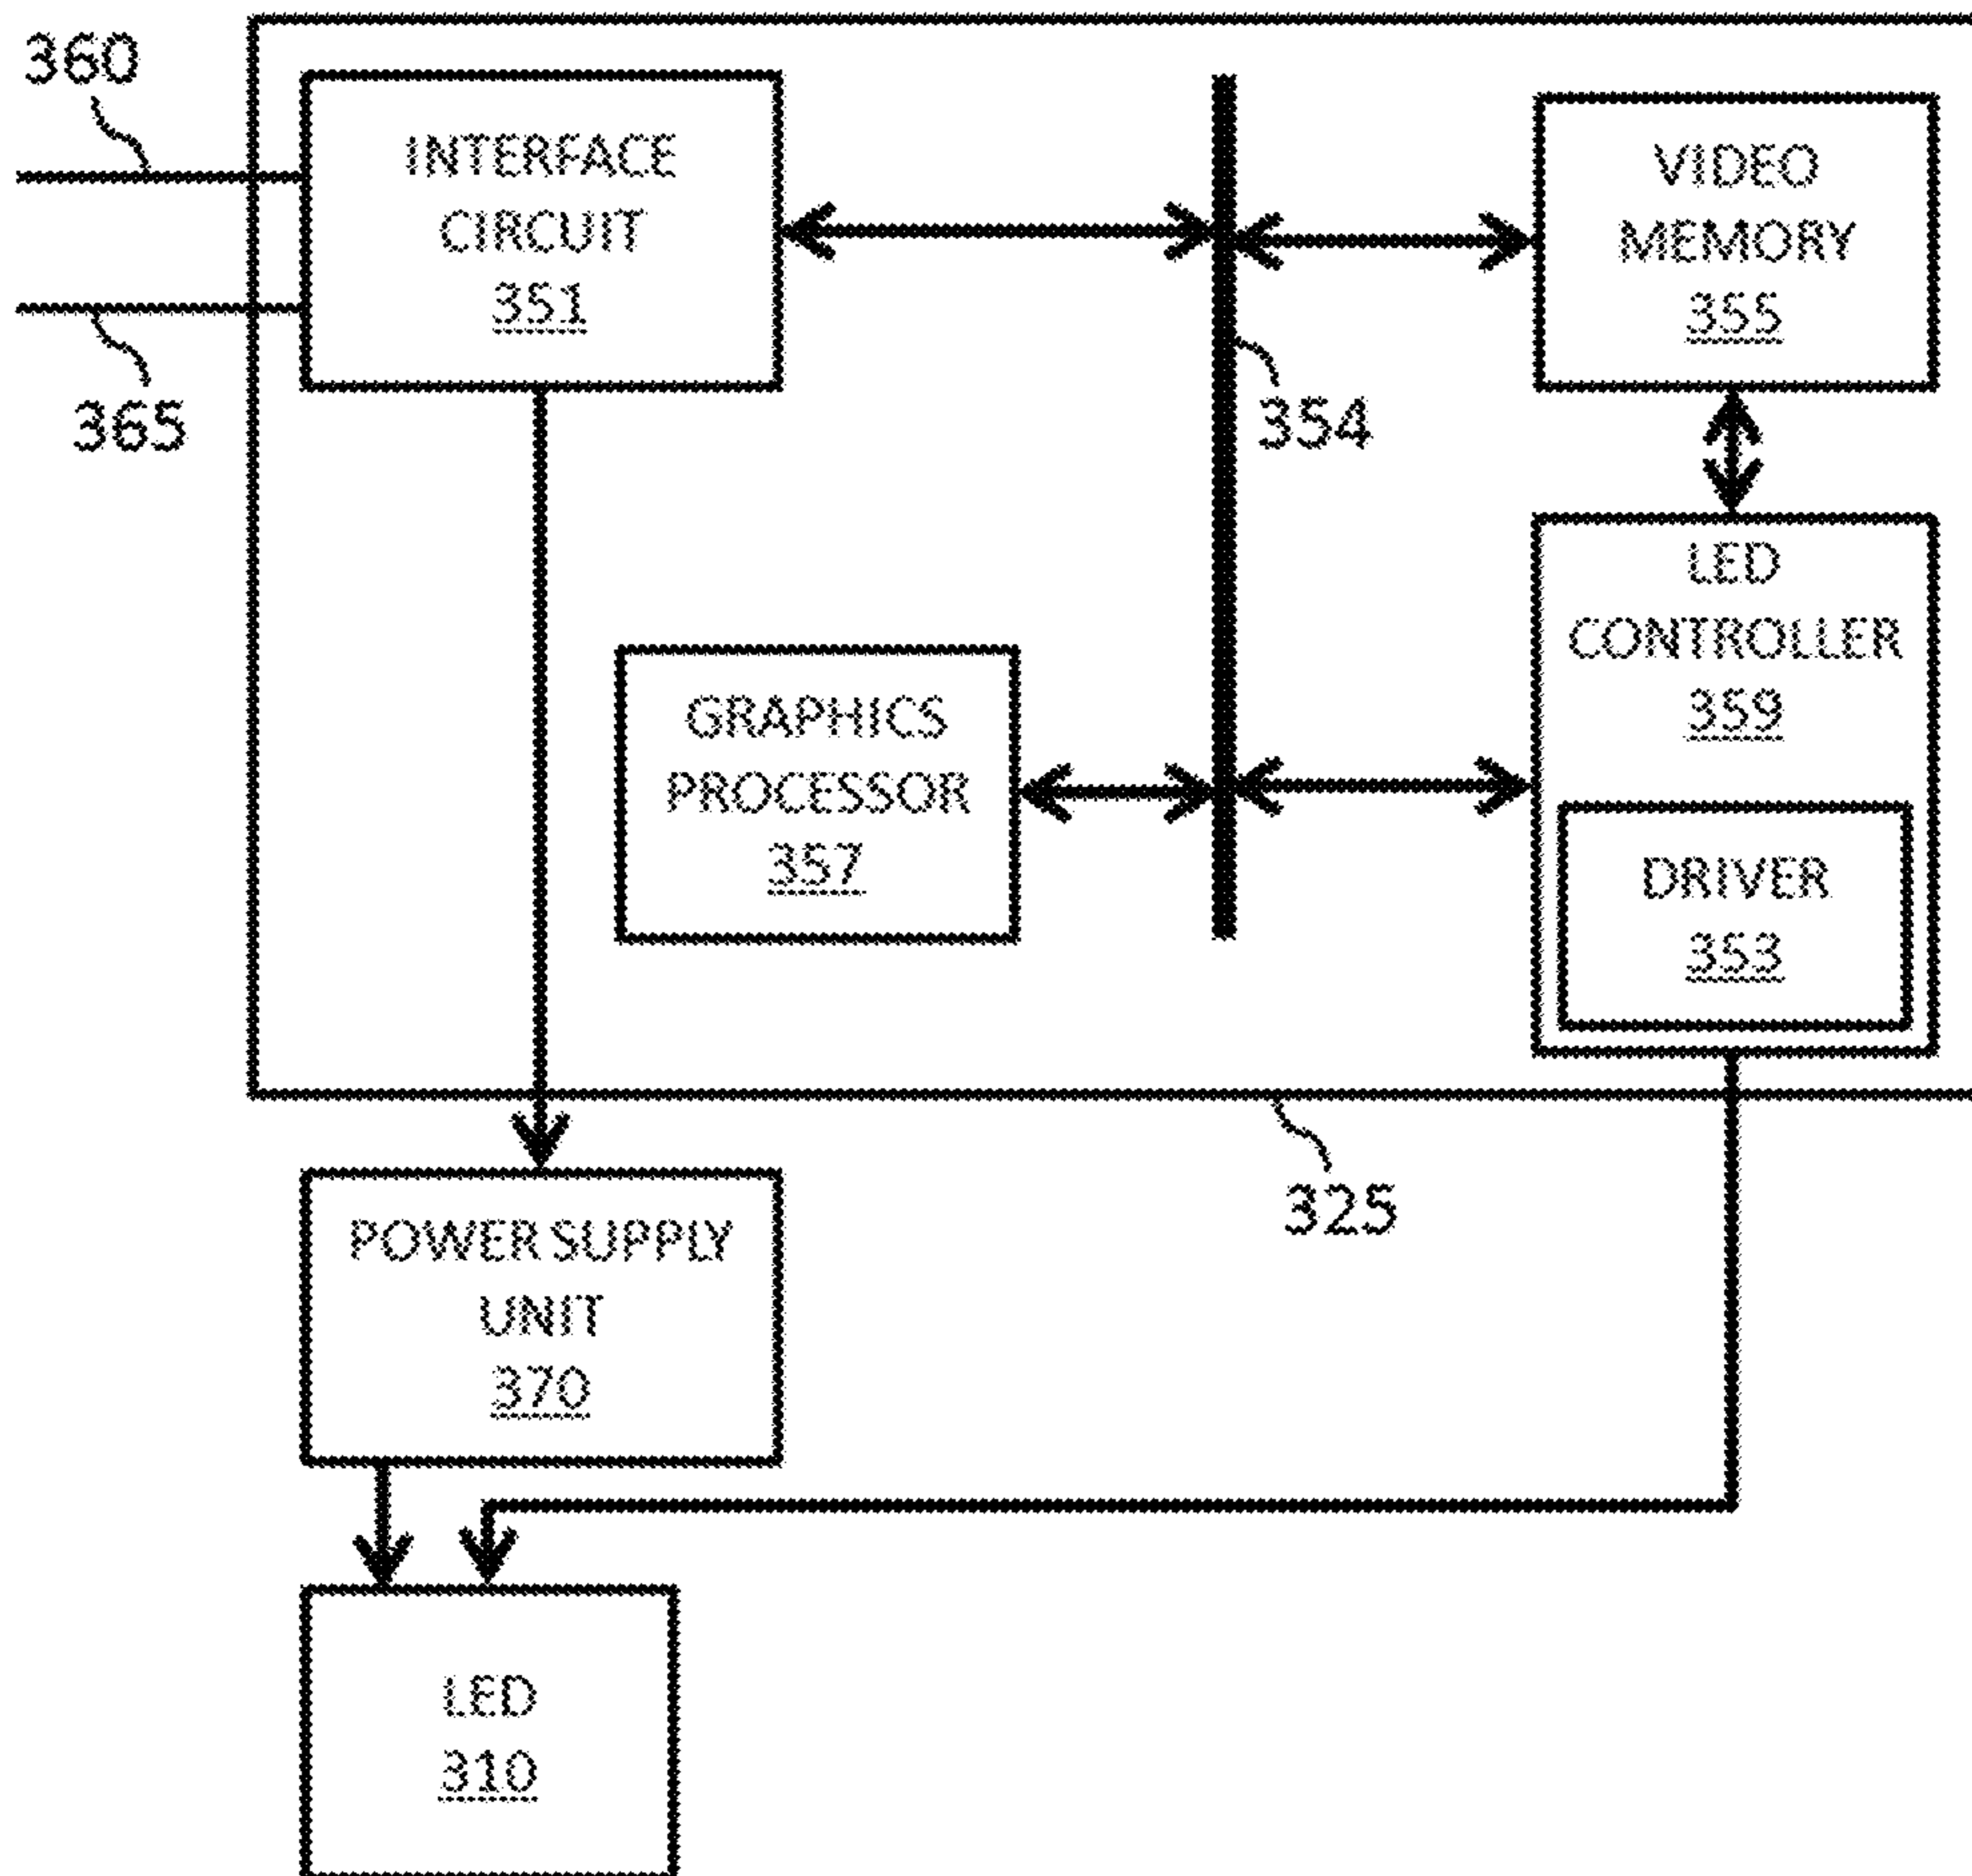 360
INTERFACE
CIRCUIT
351
VIDEO
MEMORY
355
365
354
LED
CONTROLLER
359
GRAPHICS
PROCESSOR
357
DRIVER
353
325
POWER SUPPLY
UNIT
370
LED
310